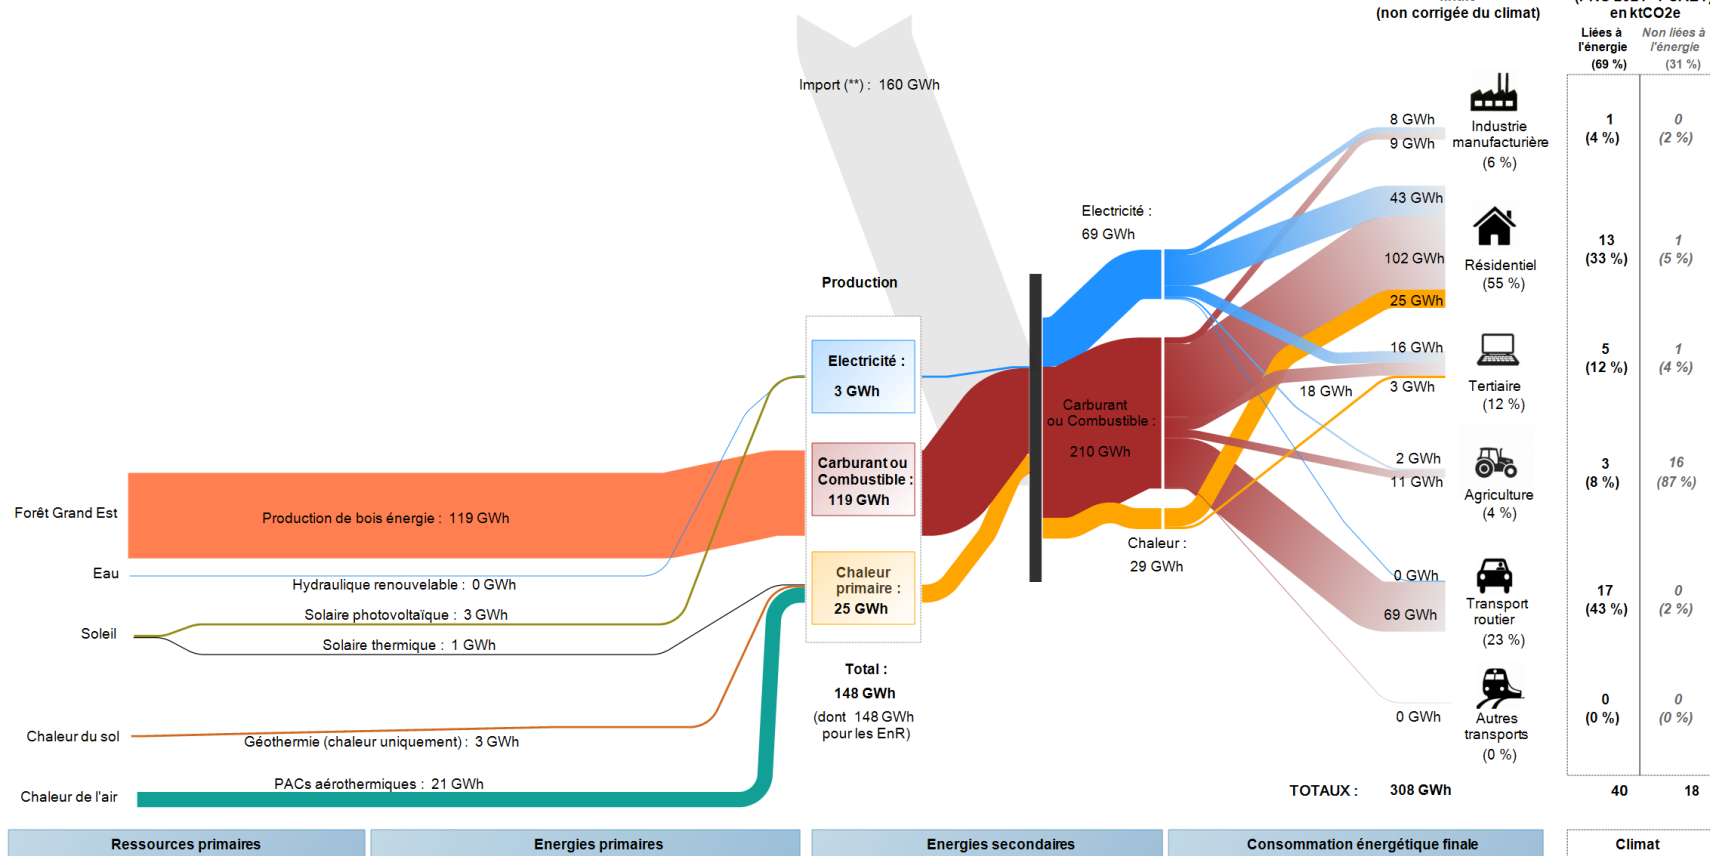 (non corrigée du climat)
en ktCO2e
Liées à
l'énergie
(69 %)
Non liées à
l'énergie
(31 %)
Import (**) : 160 GWh
8 GWh
9 GWh
Industrie
manufacturière
(6 %)
1
(4 %)
0
(2 %)
43 GWh
102 GWh
25 GWh
Résidentiel
(55 %)
13
(33 %)
1
(5 %)
Electricité :
69 GWh
Production
Electricité :
3 GWh
16 GWh
18 GWh
3 GWh
Tertiaire
(12 %)
5
(12 %)
1
(4 %)
Carburant
ou Combustible :
210 GWh
Carburant ou
Combustible :
119 GWh
2 GWh
11 GWh
Agriculture
(4 %)
3
(8 %)
16
(87 %)
Forêt Grand Est
Production de bois énergie : 119 GWh
Chaleur :
29 GWh
Eau
Hydraulique renouvelable : 0 GWh
Chaleur
primaire :
25 GWh
0 GWh
69 GWh
Transport
routier
(23 %)
17
(43 %)
0
(2 %)
Solaire photovoltaïque : 3 GWh
Soleil
Solaire thermique : 1 GWh
Total :
148 GWh
(dont 148 GWh
pour les EnR)
0 GWh
Autres
transports
(0 %)
0
(0 %)
0
(0 %)
Chaleur du sol
Géothermie (chaleur uniquement) : 3 GWh
PACs aérothermiques : 21 GWh
Chaleur de l'air
TOTAUX : 308 GWh
40
18
Ressources primaires
Energies primaires
Energies secondaires
Consommation énergétique finale
Climat